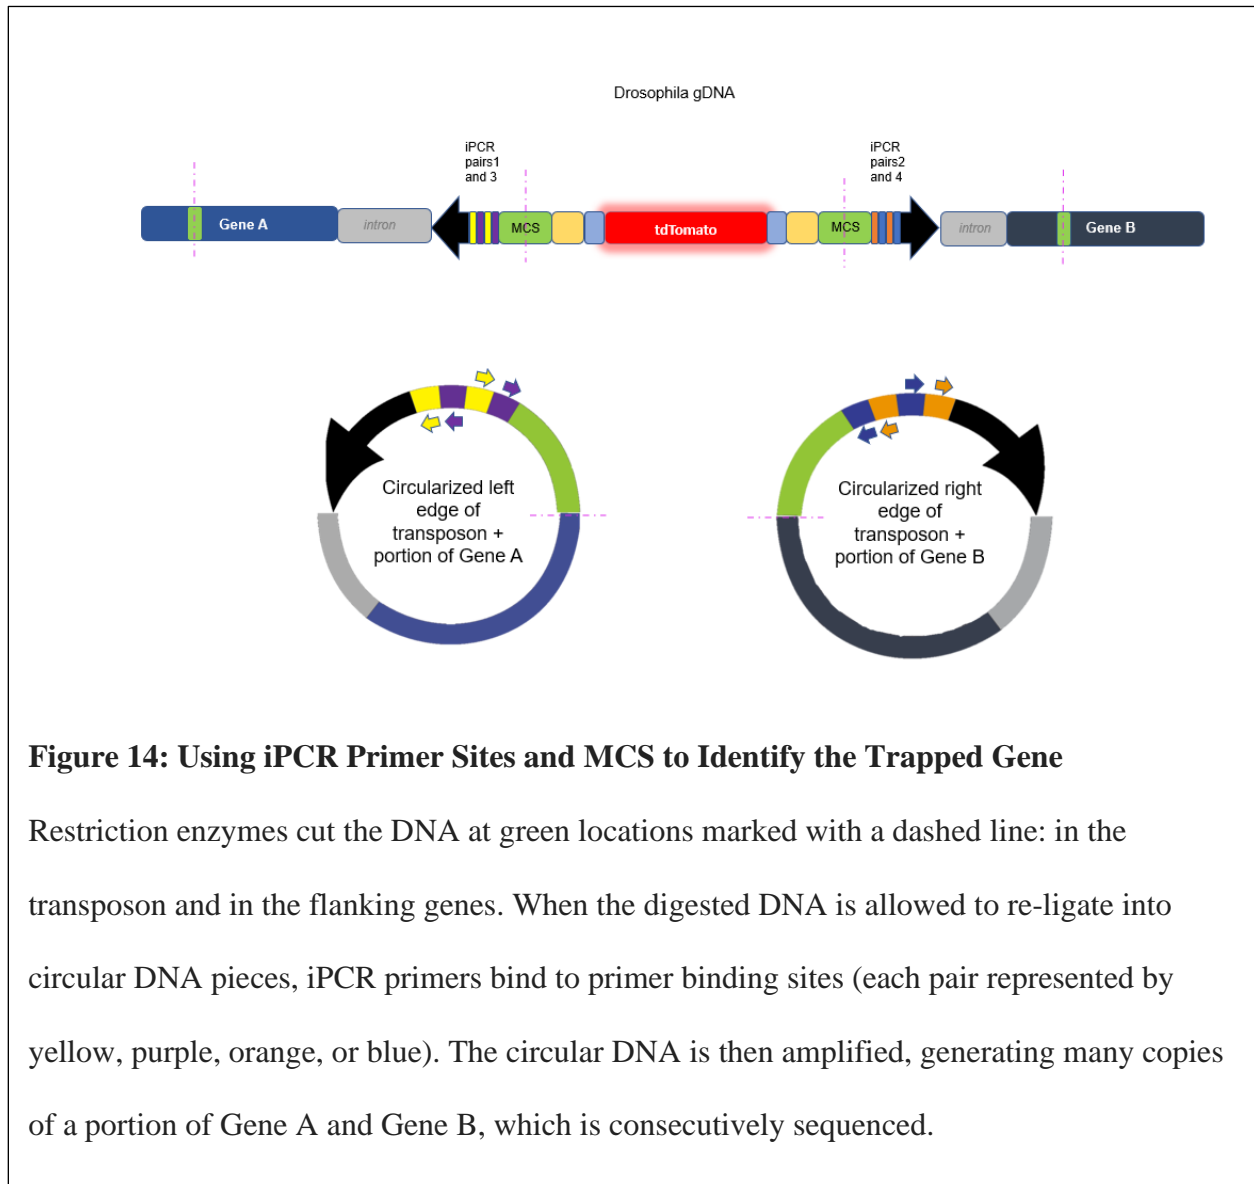 Drosophila gDNA
iPCR
pairs1
and 3
iPCR
pairs2
and 4
Gene A
intron
MCS
tdTomato
MCS
intron
Gene B
Circularized left
edge of
transposon +
portion of Gene A
Circularized right
edge of
transposon +
portion of Gene B
Figure 14: Using iPCR Primer Sites and MCS to Identify the Trapped Gene
Restriction enzymes cut the DNA at green locations marked with a dashed line: in the
transposon and in the flanking genes. When the digested DNA is allowed to re-ligate into
circular DNA pieces, iPCR primers bind to primer binding sites (each pair represented by
yellow, purple, orange, or blue). The circular DNA is then amplified, generating many copies
of a portion of Gene A and Gene B, which is consecutively sequenced.